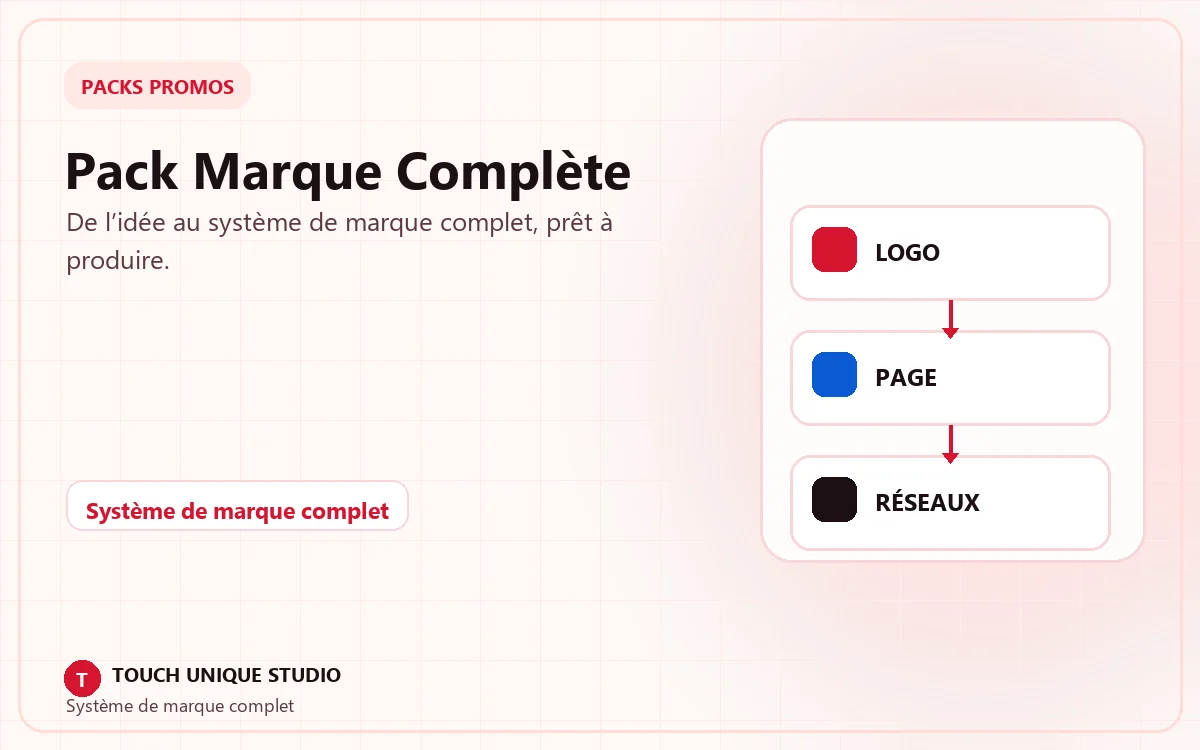 PACKS PROMOS
Pack Marque Complète
De l’idée au système de marque complet, prêt à
produire.
Système de marque complet
LOGO
PAGE
RÉSEAUX
T TOUCH UNIQUE STUDIO
Système de marque complet